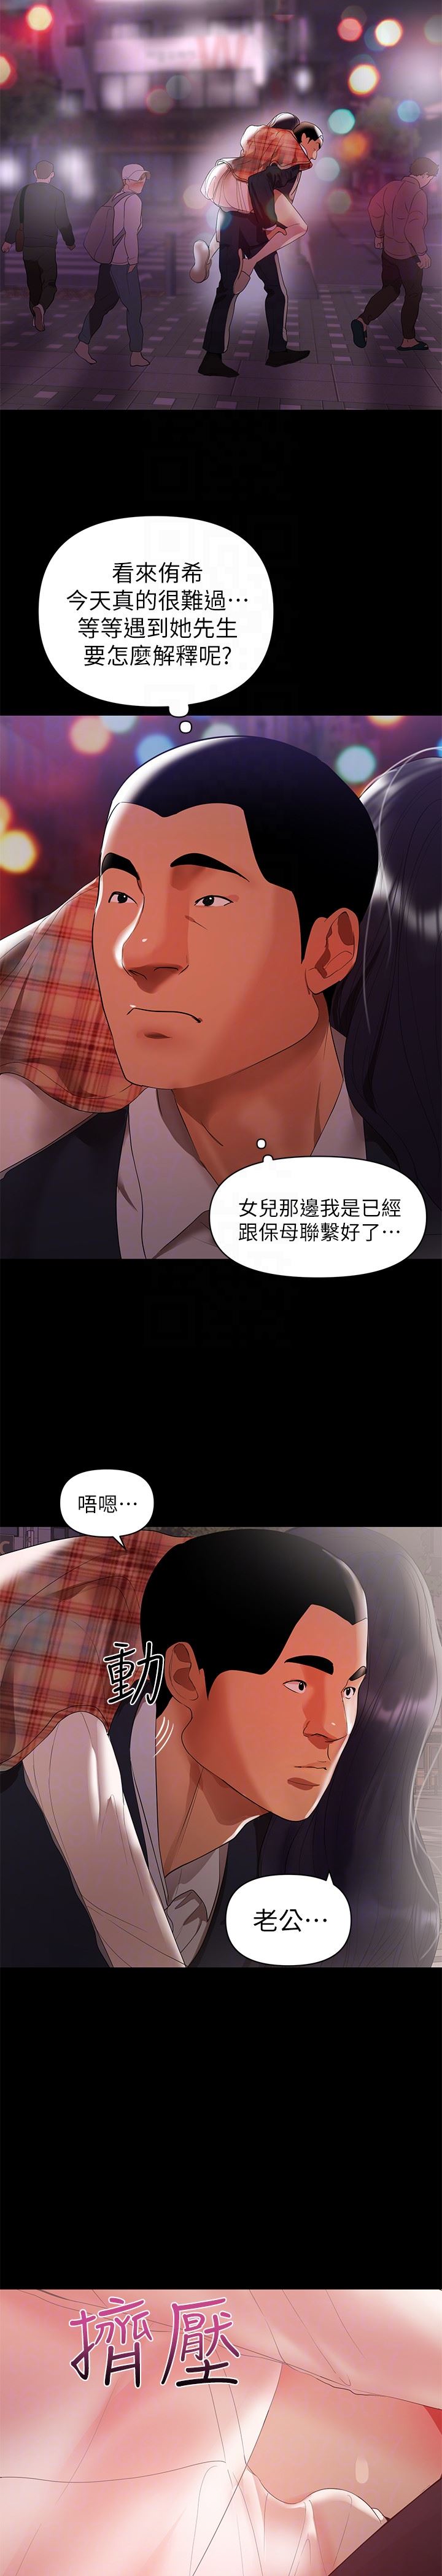 看來侑希
今天真的很難過⋯
等等遇到她先生
要怎麼解釋呢?
女兒那邊我是已經
跟保母聯繫好了⋯
唔嗯⋯
動
老公⋯
擠壓